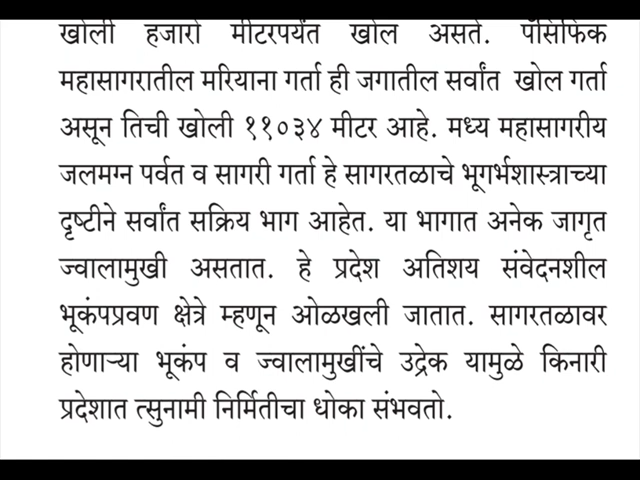 खोली हजारो मीटरपर्यंत खोल असते. पॅसिफिक
महासागरातील मरियाना गर्ता ही जगातील सर्वांत खोल गर्ता
असून तिची खोली ११०३४ मीटर आहे. मध्य महासागरीय
जलमग्न पर्वत व सागरी गर्ता हे सागरतळाचे भूगर्भशास्त्राच्या
दृष्टीने सर्वांत सक्रिय भाग आहेत. या भागात अनेक जागृत
ज्वालामुखी असतात. हे प्रदेश अतिशय संवेदनशील
भूकंपप्रवण क्षेत्रे म्हणून ओळखली जातात. सागरतळावर
होणाऱ्या भूकंप व ज्वालामुखींचे उद्रेक यामुळे किनारी
प्रदेशात त्सुनामी निर्मितीचा धोका संभवतो.